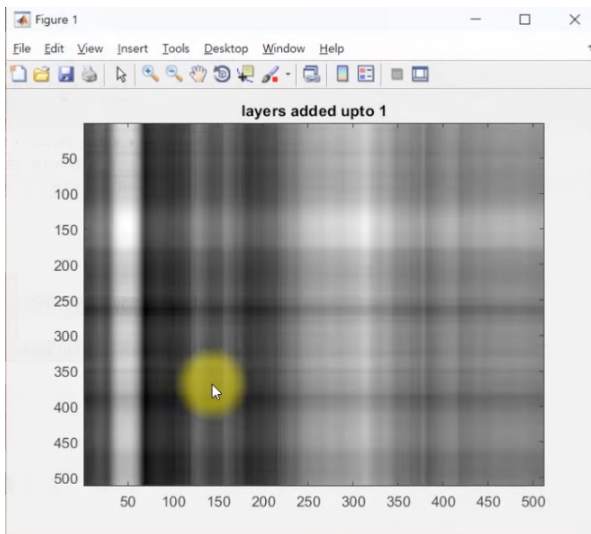 Figure 1
File Edit View Insert Tools Desktop Window Help
layers added upto 1
50
100
150
200
250
300
350
400
450
500
50 100 150 200 250 300 350 400 450 500